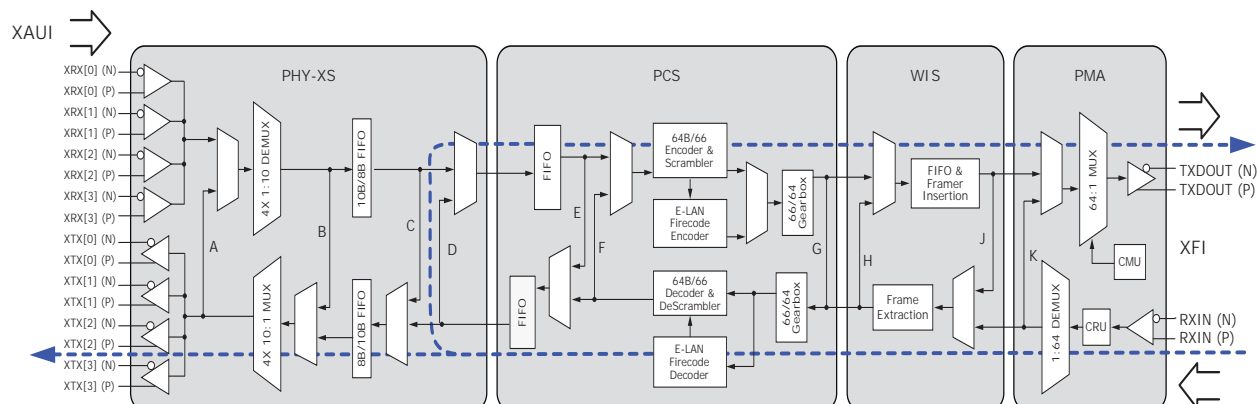 XAUI
PHY-XS
PCS
WIS
PMA
XRX[0] (N)
XRX[0] (P)
XRX[1] (N)
XRX[1] (P)
XRX[2] (N)
XRX[2] (P)
XRX[3] (N)
XRX[3] (P)
XTX[0] (N)
XTX[0] (P)
XTX[1] (N)
XTX[1] (P)
XTX[2] (N)
XTX[2] (P)
XTX[3] (N)
XTX[3] (P)
A
4X 1:10 DEMUX
B
10B/8B FIFO
C
D
4X 10:1 MUX
8B/10B FIFO
FIFO
E
F
FIFO
64B/66
Encoder &
Scrambler
E-LAN
Firecode
Encoder
66/64
Gearbox
G
64B/66
Decoder &
DeScrambler
66/64
Gearbox
E-LAN
Firecode
Decoder
H
FIFO &
Framer
Insertion
J
Frame
Extraction
K
64:1 MUX
CMU
1:64 DEMUX
CRU
TXDOUT (N)
TXDOUT (P)
XFI
RXIN (N)
RXIN (P)